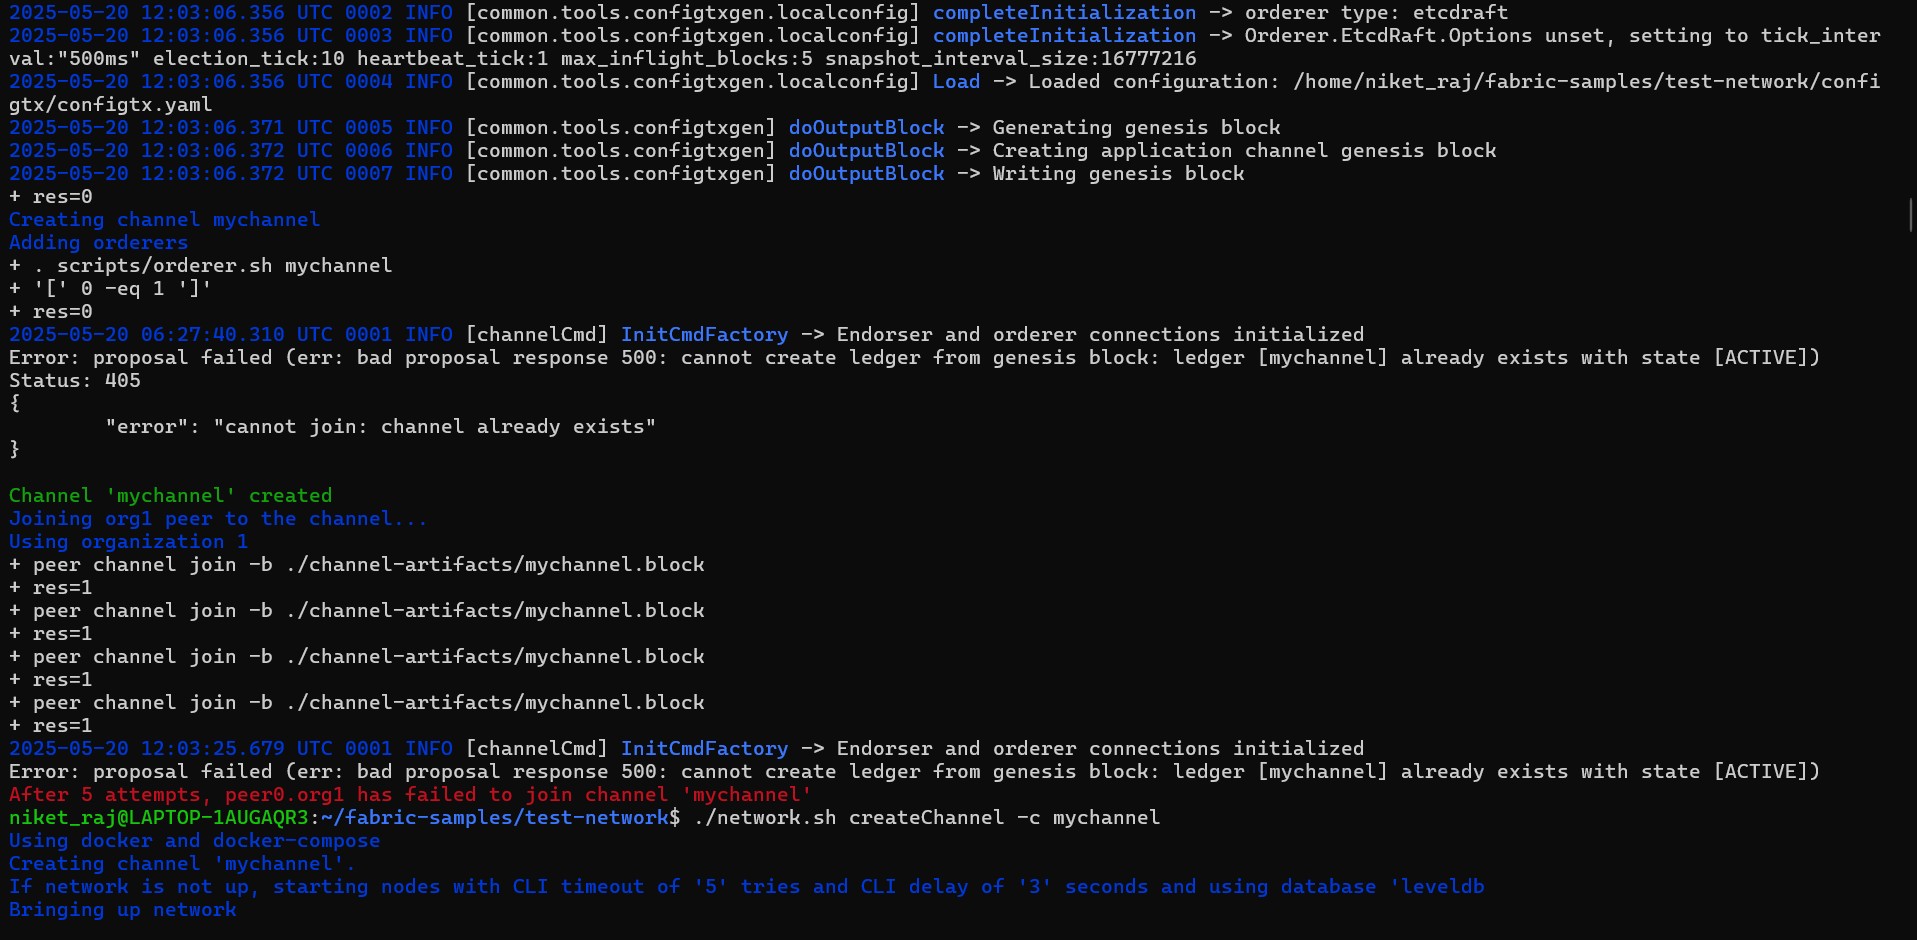 2025-05-20 12:03:06.356 UTC 0002 INFO [common.tools.configtxgen.localconfig] completeInitialization -> orderer type: etcdraft
2025-05-20 12:03:06.356 UTC 0003 INFO [common.tools.configtxgen.localconfig] completeInitialization -> Orderer.EtcdRaft.Options unset, setting to tick_inter
val:"500ms" election_tick:10 heartbeat_tick:1 max_inflight_blocks:5 snapshot_interval_size:16777216
2025-05-20 12:03:06.356 UTC 0004 INFO [common.tools.configtxgen.localconfig] Load -> Loaded configuration: /home/niket_raj/fabric-samples/test-network/confi
gtx/configtx.yaml
2025-05-20 12:03:06.371 UTC 0005 INFO [common.tools.configtxgen] doOutputBlock -> Generating genesis block
2025-05-20 12:03:06.372 UTC 0006 INFO [common.tools.configtxgen] doOutputBlock -> Creating application channel genesis block
2025-05-20 12:03:06.372 UTC 0007 INFO [common.tools.configtxgen] doOutputBlock -> Writing genesis block
+ res=0
Creating channel mychannel
Adding orderers
+ . scripts/orderer.sh mychannel
+ '[' 0 -eq 1 ']'
+ res=0
2025-05-20 06:27:40.310 UTC 0001 INFO [channelCmd] InitCmdFactory -> Endorser and orderer connections initialized
Error: proposal failed (err: bad proposal response 500: cannot create ledger from genesis block: ledger [mychannel] already exists with state [ACTIVE])
Status: 405
{
        "error": "cannot join: channel already exists"
}
Channel 'mychannel' created
Joining org1 peer to the channel...
Using organization 1
+ peer channel join -b ./channel-artifacts/mychannel.block
+ res=1
+ peer channel join -b ./channel-artifacts/mychannel.block
+ res=1
+ peer channel join -b ./channel-artifacts/mychannel.block
+ res=1
+ peer channel join -b ./channel-artifacts/mychannel.block
+ res=1
2025-05-20 12:03:25.679 UTC 0001 INFO [channelCmd] InitCmdFactory -> Endorser and orderer connections initialized
Error: proposal failed (err: bad proposal response 500: cannot create ledger from genesis block: ledger [mychannel] already exists with state [ACTIVE])
After 5 attempts, peer0.org1 has failed to join channel 'mychannel'
niket_raj@LAPTOP-1AUGAQR3:~/fabric-samples/test-network$ ./network.sh createChannel -c mychannel
Using docker and docker-compose
Creating channel 'mychannel'.
If network is not up, starting nodes with CLI timeout of '5' tries and CLI delay of '3' seconds and using database 'leveldb
Bringing up network